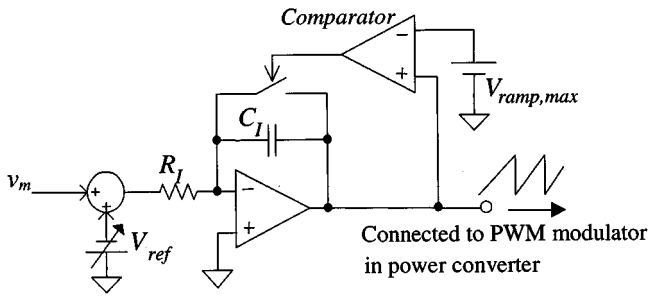 Comparator
−
+
V_ramp,max
C_I
R_I
v_m
+
+
−
+
V_ref
Connected to PWM modulator
in power converter